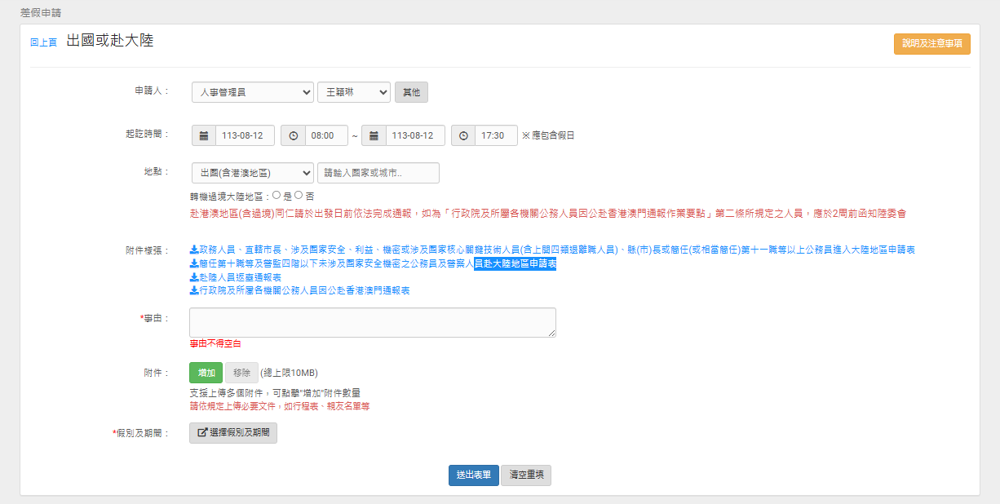 差假申請
回上頁 出國或赴大陸 說明及注意事項
申請人： 人事管理員 王穎琳 其他
起訖時間： 113-08-12 08:00 ~ 113-08-12 17:30 ※ 應包含假日
地點： 出國(含港澳地區) 請輸入國家或城市..
轉機過境大陸地區：是 否
赴港澳地區(含過境)同仁請於出發日前依法完成通報，如為「行政院及所屬各機關公務人員因公赴香港澳門通報作業要點」第二條所規定之人員，應於2周前函知陸委會
附件樣張： 政務人員、直轄市長、涉及國家安全、利益、機密或涉及國家核心關鍵技術人員(含上開四類退離職人員)、縣(市)長或簡任(或相當簡任)第十一職等以上公務員進入大陸地區申請表
簡任第十職等及警監四階以下未涉及國家安全機密之公務員及警察人員赴大陸地區申請表
赴陸人員返臺通報表
行政院及所屬各機關公務人員因公赴香港澳門通報表
*事由：
事由不得空白
附件： 增加 移除 (總上限10MB)
支援上傳多個附件，可點擊"增加"附件數量
請依規定上傳必要文件，如行程表、親友名單等
*假別及期間： 選擇假別及期間
送出表單 清空重填